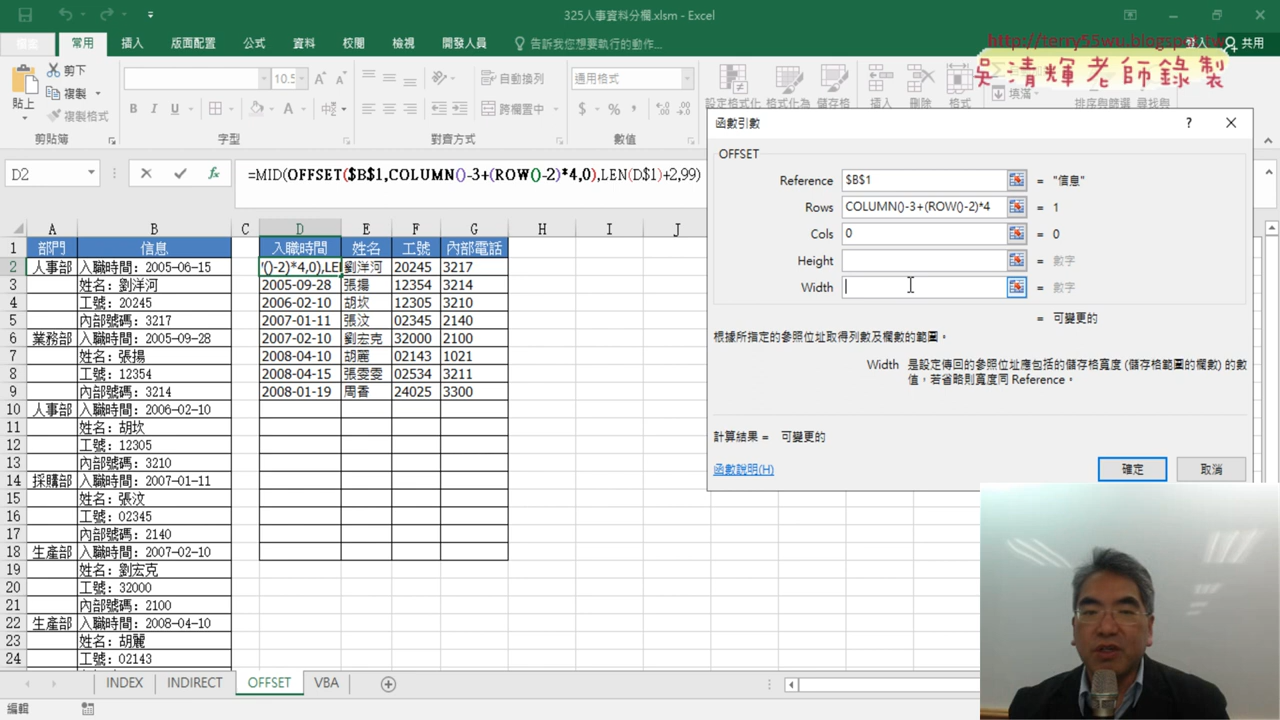 325人事資料分欄.xlsm - Excel
常用 插入 版面配置 公式 資料 校閱 檢視 開發人員 告訴我您想要執行的動作... 共用
http://terry55wu.blogspot.tw
吳清輝老師錄製
貼上 剪下 複製 複製格式
10.5 自動換列 跨欄置中 通用格式
B I U
設定格式化 格式化為 儲存格 插入 刪除 格式 填滿 排序與篩選 尋找與
剪貼簿 字型 對齊方式 數值
D2 fx =MID(OFFSET($B$1,COLUMN()-3+(ROW()-2)*4,0),LEN(D$1)+2,99)
A B C D E F G H I J
1 部門 信息 入職時間 姓名 工號 內部電話
2 人事部 入職時間：2005-06-15 '()-2)*4,0),LE 劉洋河 20245 3217
3 姓名：劉洋河 2005-09-28 張揚 12354 3214
4 工號：20245 2006-02-10 胡坎 12305 3210
5 內部號碼：3217 2007-01-11 張汶 02345 2140
6 業務部 入職時間：2005-09-28 2007-02-10 劉宏克 32000 2100
7 姓名：張揚 2008-04-10 胡麗 02143 1021
8 工號：12354 2008-04-15 張雯雯 02534 3211
9 內部號碼：3214 2008-01-19 周香 24025 3300
10 人事部 入職時間：2006-02-10
11 姓名：胡坎
12 工號：12305
13 內部號碼：3210
14 採購部 入職時間：2007-01-11
15 姓名：張汶
16 工號：02345
17 內部號碼：2140
18 生產部 入職時間：2007-02-10
19 姓名：劉宏克
20 工號：32000
21 內部號碼：2100
22 生產部 入職時間：2008-04-10
23 姓名：胡麗
24 工號：02143
函數引數 ?
OFFSET
Reference $B$1 = "信息"
Rows COLUMN()-3+(ROW()-2)*4 = 1
Cols 0 = 0
Height = 數字
Width = 數字
= 可變更的
根據所指定的參照位址取得列數及欄數的範圍。
Width 是設定傳回的參照位址應包括的儲存格寬度 (儲存格範圍的欄數) 的數
值，若省略則寬度同 Reference。
計算結果 = 可變更的
函數說明(H) 確定 取消
INDEX INDIRECT OFFSET VBA
編輯